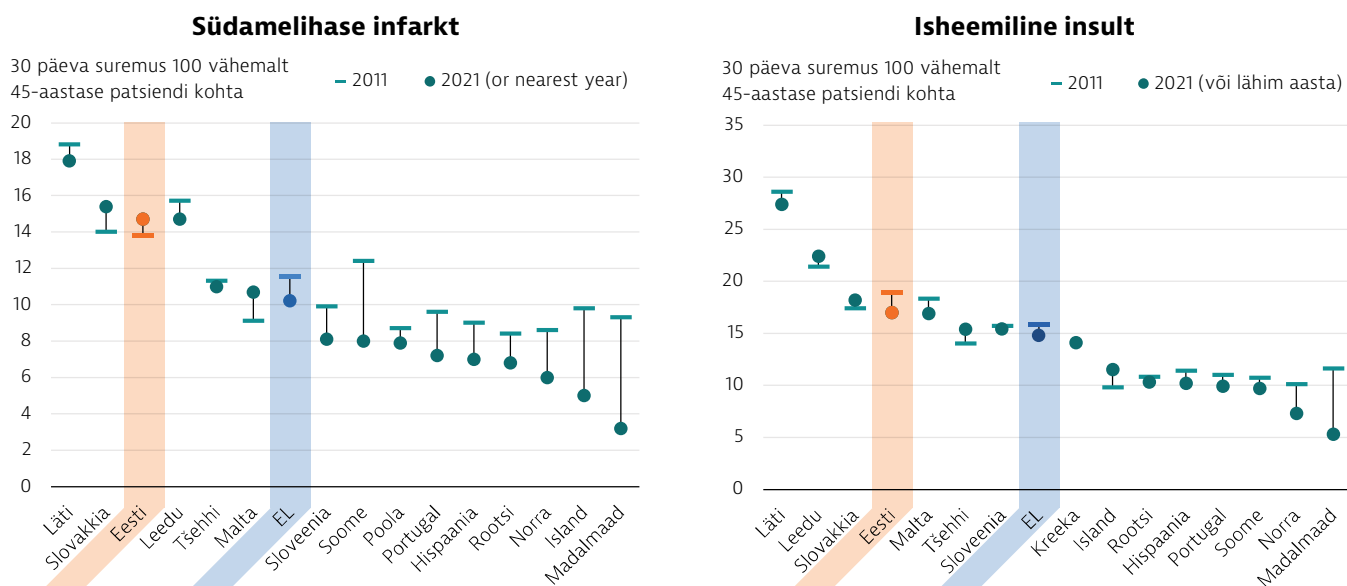 Südamelihase infarkt
30 päeva suremus 100 vähemalt
45-aastase patsiendi kohta
2011
2021 (or nearest year)
20
18
16
14
12
10
8
6
4
2
0
Läti
Slovakkia
Eesti
Leedu
Tšehhi
Malta
EL
Sloveenia
Soome
Poola
Portugal
Hispaania
Rootsi
Norra
Island
Madalmaad
Isheemiline insult
30 päeva suremus 100 vähemalt
45-aastase patsiendi kohta
2011
2021 (või lähim aasta)
35
30
25
20
15
10
5
0
Läti
Leedu
Slovakkia
Eesti
Malta
Tšehhi
Sloveenia
EL
Kreeka
Island
Rootsi
Hispaania
Portugal
Soome
Norra
Madalmaad